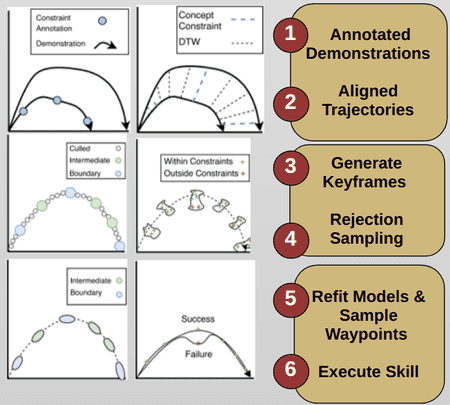 Constraint
Annotation
Demonstration
Concept
Constraint
DTW
1
Annotated
Demonstrations
2
Aligned
Trajectories
Culled
Intermediate
Boundary
Within Constraints +
Outside Constraints +
3
Generate
Keyframes
4
Rejection
Sampling
Intermediate
Boundary
Success
Failure
5
Refit Models &
Sample
Waypoints
6
Execute Skill